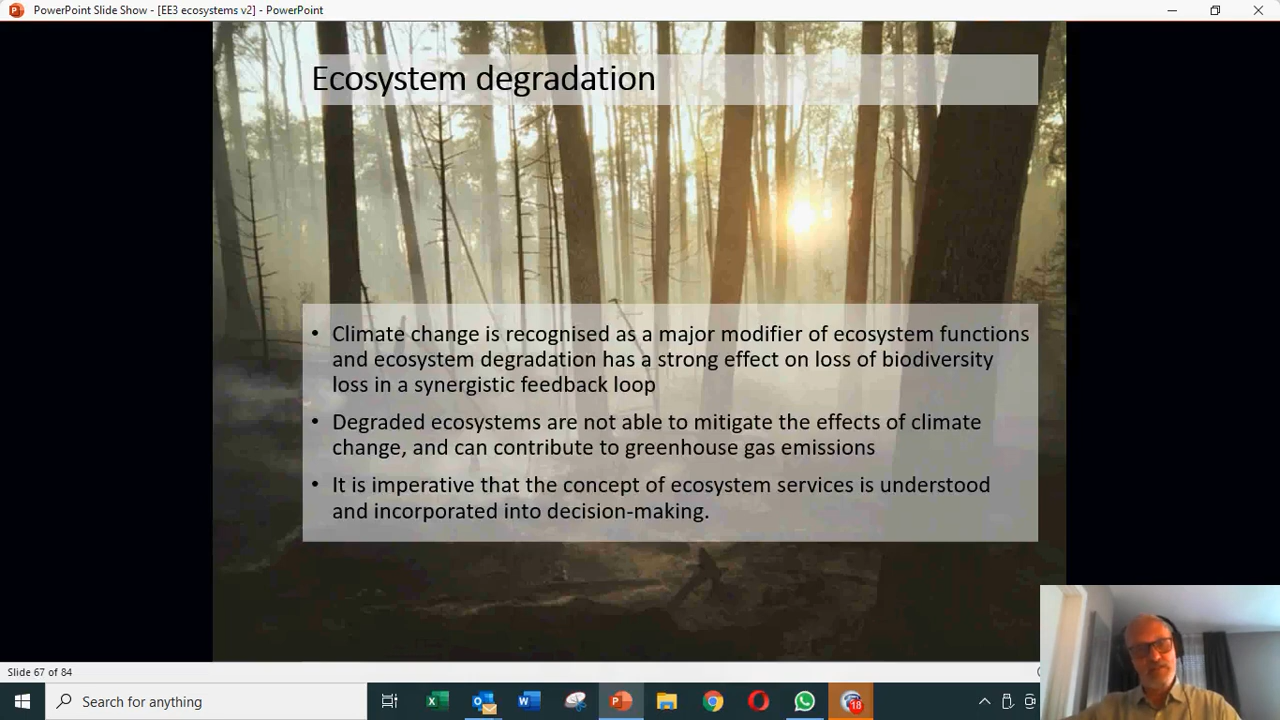 PowerPoint Slide Show - [EE3 ecosystems v2] - PowerPoint
Ecosystem degradation
• Climate change is recognised as a major modifier of ecosystem functions
and ecosystem degradation has a strong effect on loss of biodiversity
loss in a synergistic feedback loop
• Degraded ecosystems are not able to mitigate the effects of climate
change, and can contribute to greenhouse gas emissions
• It is imperative that the concept of ecosystem services is understood
and incorporated into decision-making.
Slide 67 of 84
Search for anything
18